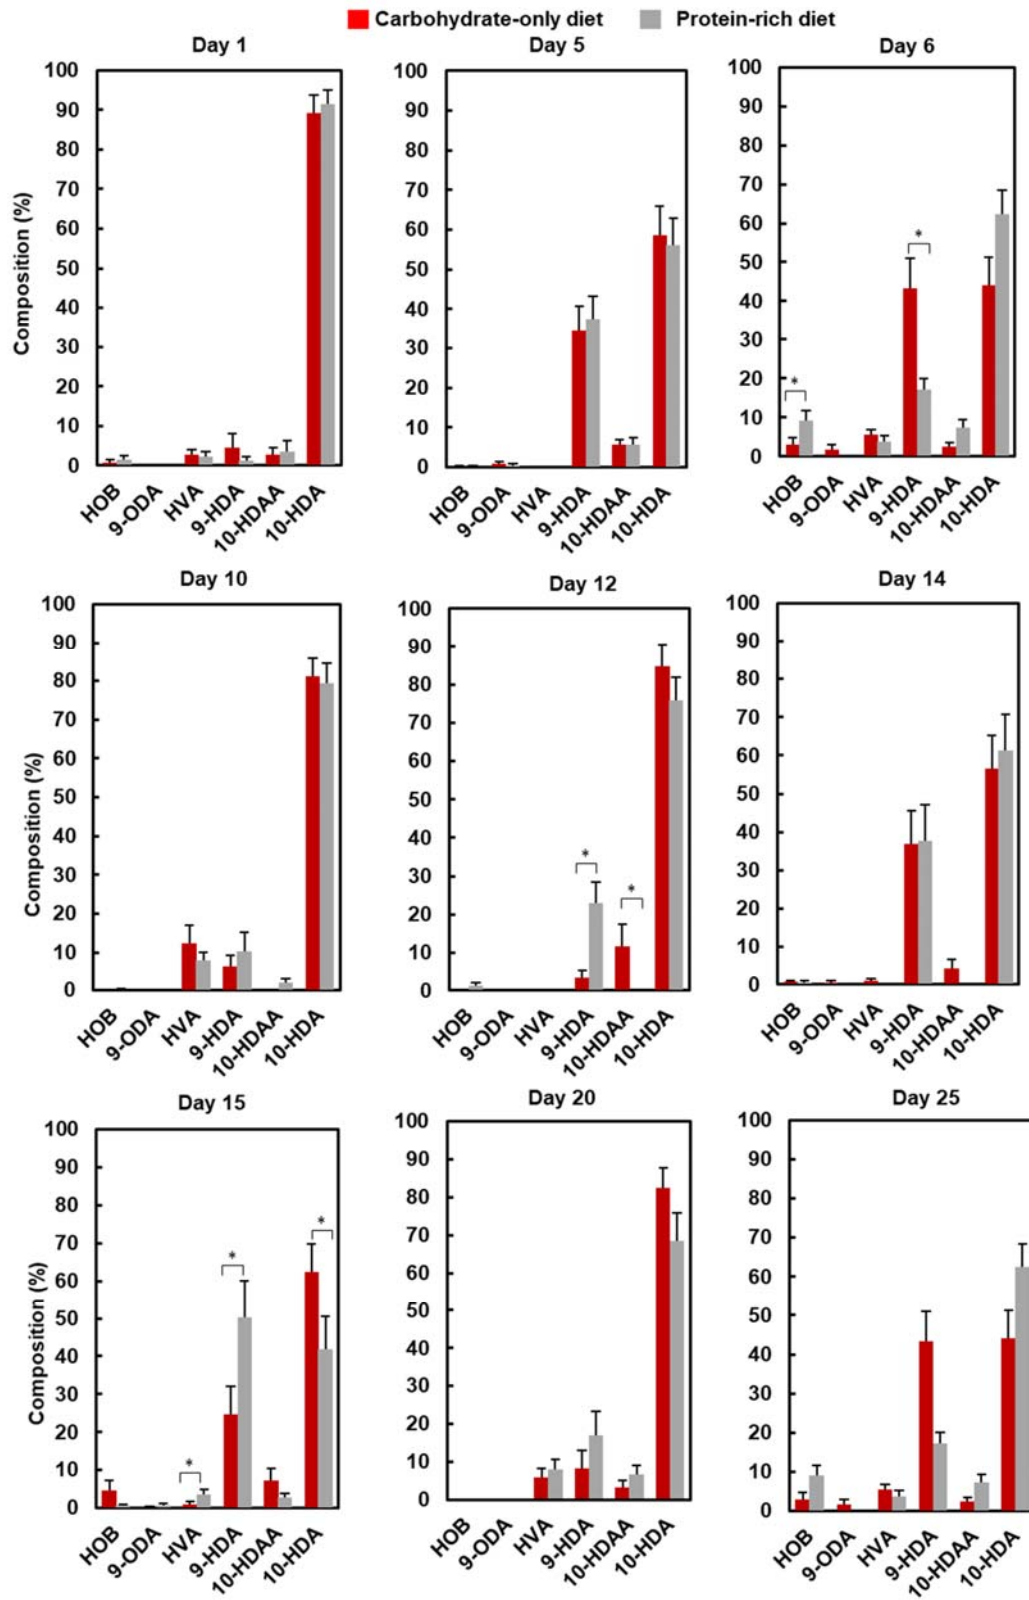 Carbohydrate-only diet Protein-rich diet
Day 1 Day 5 Day 6
Composition (%)
100 100 100
90 90 90
80 80 80
70 70 70
60 60 60
50 50 50
40 40 40
30 30 30
20 20 20
10 10 10
0 0 0
* *
HOB 9-ODA HVA 9-HDA 10-HDAA 10-HDA HOB 9-ODA HVA 9-HDA 10-HDAA 10-HDA HOB 9-ODA HVA 9-HDA 10-HDAA 10-HDA
Day 10 Day 12 Day 14
Composition (%)
100 100 100
90 90 90
80 80 80
70 70 70
60 60 60
50 50 50
40 40 40
30 30 30
20 20 20
10 10 10
0 0 0
* *
HOB 9-ODA HVA 9-HDA 10-HDAA 10-HDA HOB 9-ODA HVA 9-HDA 10-HDAA 10-HDA HOB 9-ODA HVA 9-HDA 10-HDAA 10-HDA
Day 15 Day 20 Day 25
Composition (%)
100 100 100
90 90 90
80 80 80
70 70 70
60 60 60
50 50 50
40 40 40
30 30 30
20 20 20
10 10 10
0 0 0
* * *
HOB 9-ODA HVA 9-HDA 10-HDAA 10-HDA HOB 9-ODA HVA 9-HDA 10-HDAA 10-HDA HOB 9-ODA HVA 9-HDA 10-HDAA 10-HDA